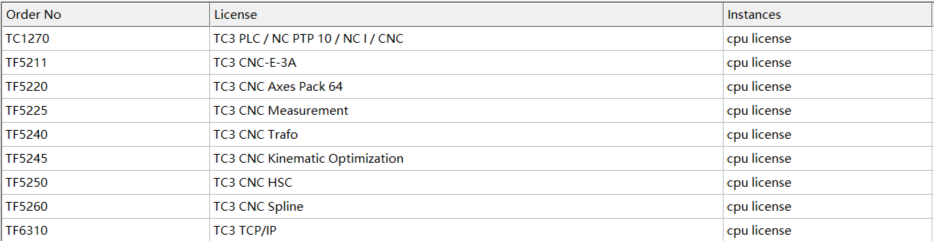 Order No License Instances
TC1270 TC3 PLC / NC PTP 10 / NC I / CNC cpu license
TF5211 TC3 CNC-E-3A cpu license
TF5220 TC3 CNC Axes Pack 64 cpu license
TF5225 TC3 CNC Measurement cpu license
TF5240 TC3 CNC Trafo cpu license
TF5245 TC3 CNC Kinematic Optimization cpu license
TF5250 TC3 CNC HSC cpu license
TF5260 TC3 CNC Spline cpu license
TF6310 TC3 TCP/IP cpu license